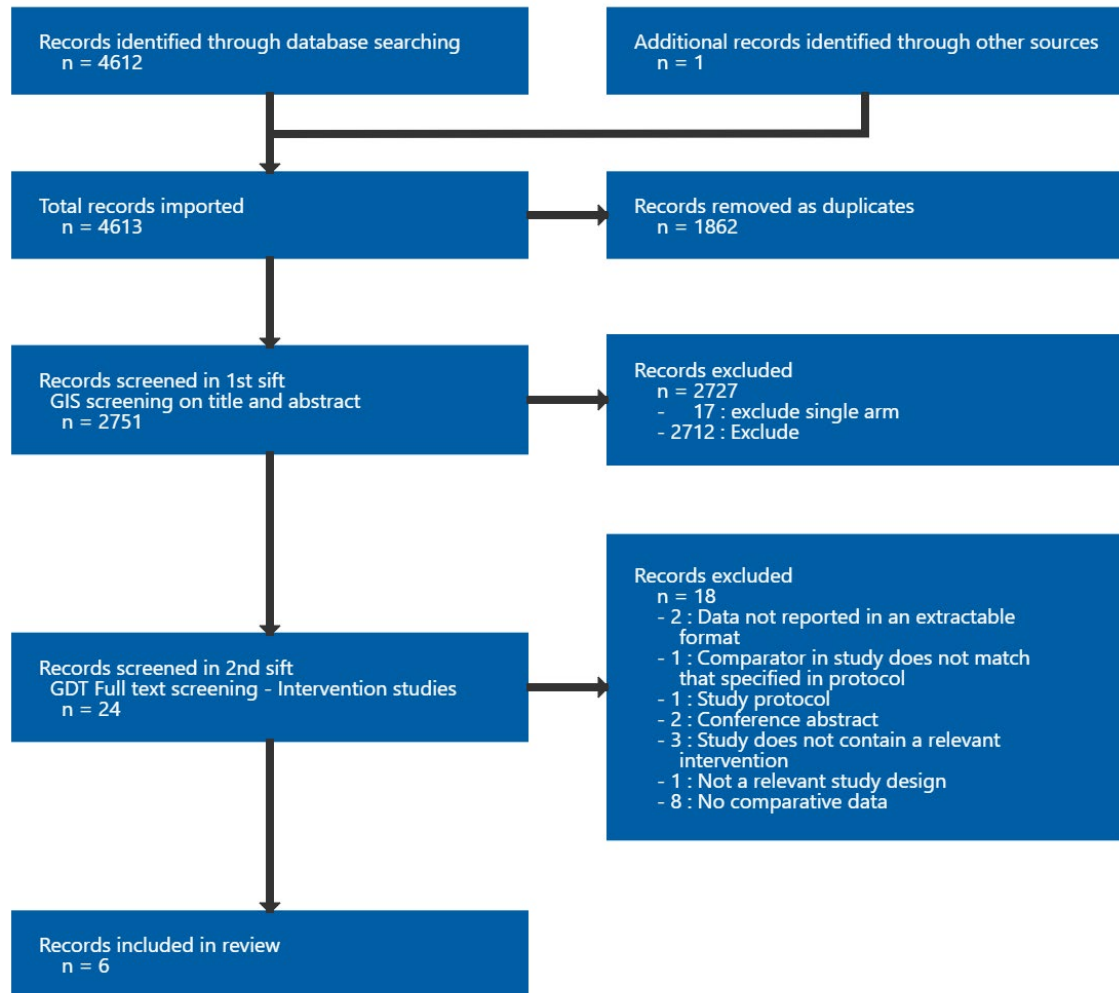 Records identified through database searching
n = 4612
Additional records identified through other sources
n = 1
Total records imported
n = 4613
Records removed as duplicates
n = 1862
Records screened in 1st sift
GIS screening on title and abstract
n = 2751
Records excluded
n = 2727
- 17 : exclude single arm
- 2712 : Exclude
Records screened in 2nd sift
GDT Full text screening - Intervention studies
n = 24
Records excluded
n = 18
- 2 : Data not reported in an extractable
format
- 1 : Comparator in study does not match
that specified in protocol
- 1 : Study protocol
- 2 : Conference abstract
- 3 : Study does not contain a relevant
intervention
- 1 : Not a relevant study design
- 8 : No comparative data
Records included in review
n = 6